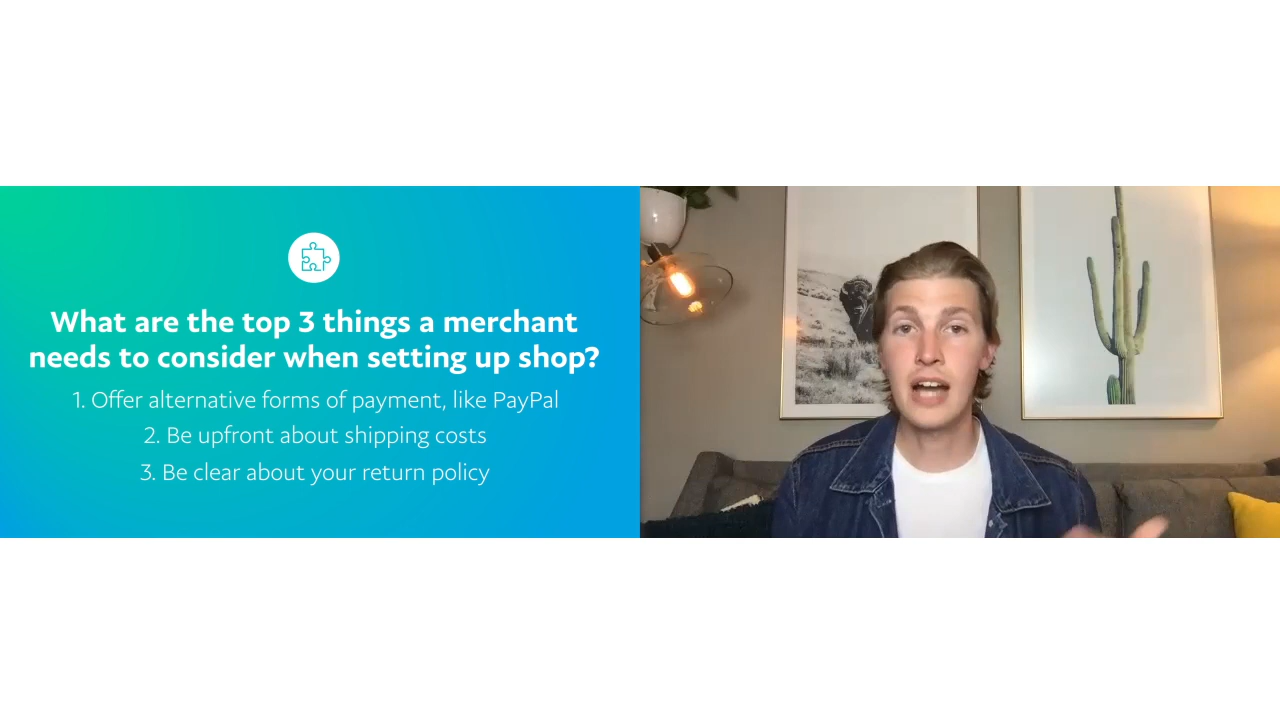 What are the top 3 things a merchant
needs to consider when setting up shop?
1. Offer alternative forms of payment, like PayPal
2. Be upfront about shipping costs
3. Be clear about your return policy